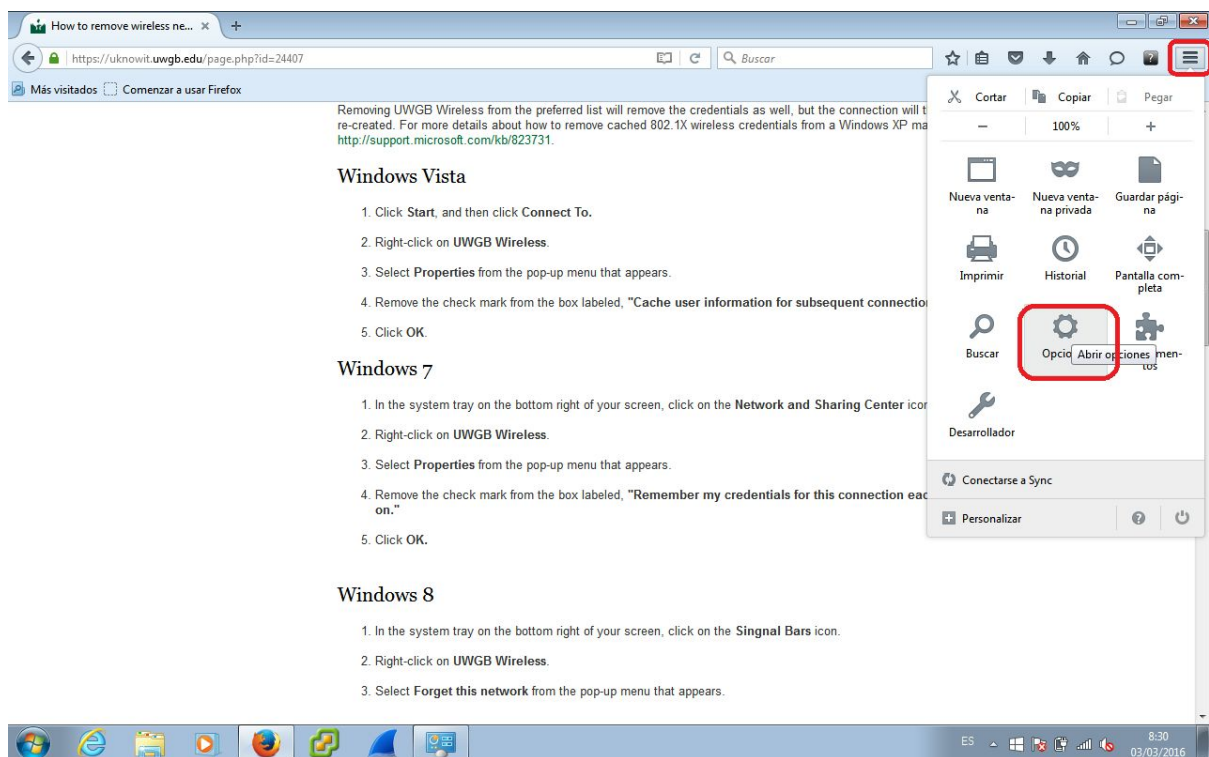 How to remove wireless ne...
https://uknowit.uwgb.edu/page.php?id=24407
Buscar
Más visitados
Comenzar a usar Firefox
Removing UWGB Wireless from the preferred list will remove the credentials as well, but the connection will t
re-created. For more details about how to remove cached 802.1X wireless credentials from a Windows XP ma
http://support.microsoft.com/kb/823731.
Windows Vista
1. Click Start, and then click Connect To.
2. Right-click on UWGB Wireless.
3. Select Properties from the pop-up menu that appears.
4. Remove the check mark from the box labeled, "Cache user information for subsequent connectio
5. Click OK.
Windows 7
1. In the system tray on the bottom right of your screen, click on the Network and Sharing Center icor
2. Right-click on UWGB Wireless.
3. Select Properties from the pop-up menu that appears.
4. Remove the check mark from the box labeled, "Remember my credentials for this connection eac
on."
5. Click OK.
Windows 8
1. In the system tray on the bottom right of your screen, click on the Singnal Bars icon.
2. Right-click on UWGB Wireless.
3. Select Forget this network from the pop-up menu that appears.
Cortar
Copiar
Pegar
− 100% +
Nueva venta-
na
Nueva venta-
na privada
Guardar pági-
na
Imprimir
Historial
Pantalla com-
pleta
Buscar
Opcio
Abrir opciones
men-
tos
Desarrollador
Conectarse a Sync
Personalizar
ES
8:30
03/03/2016